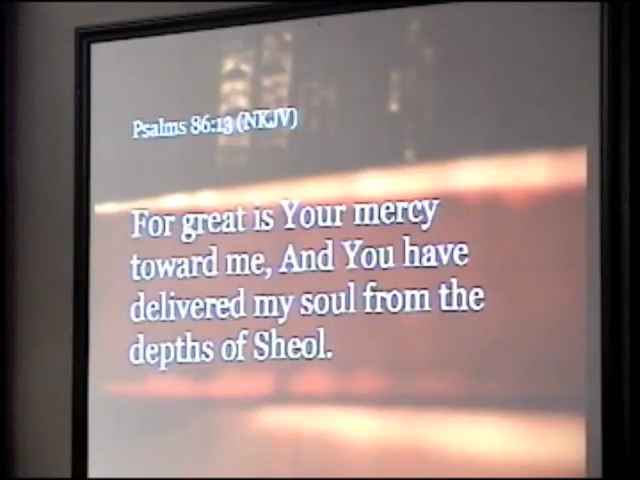 Psalms 86:13 (NKJV)
For great is Your mercy
toward me, And You have
delivered my soul from the
depths of Sheol.